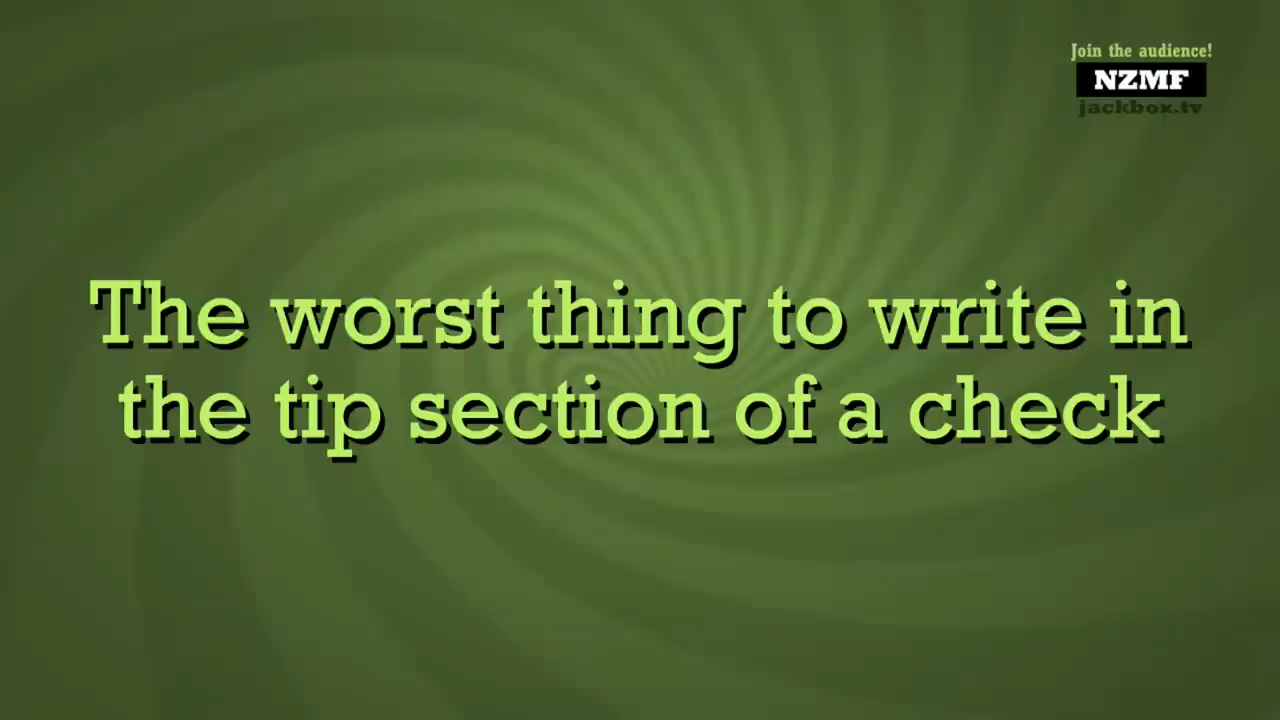 Join the audience!
NZMF
jackbox.tv
The worst thing to write in
the tip section of a check